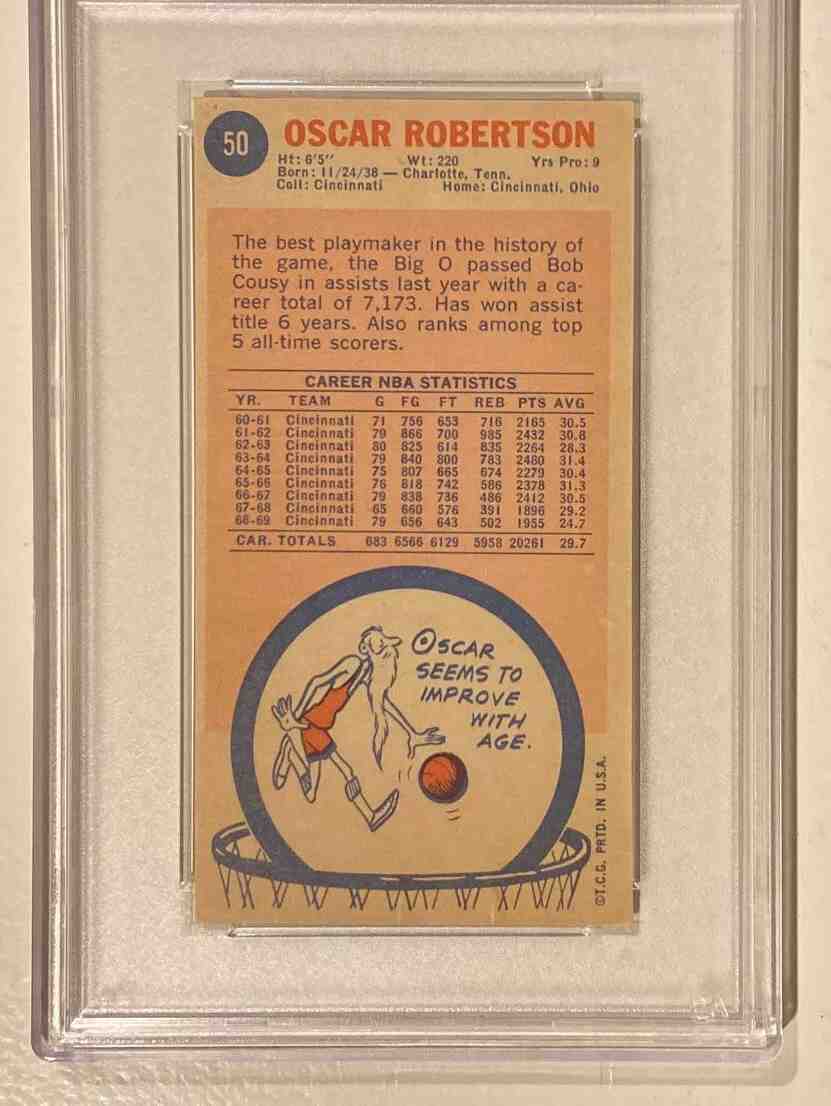 50
OSCAR ROBERTSON
Ht: 6'5" Wt: 220 Yrs Pro: 9
Born: 11/24/38 — Charlotte, Tenn.
Coll: Cincinnati Home: Cincinnati, Ohio
The best playmaker in the history of
the game, the Big O passed Bob
Cousy in assists last year with a ca-
reer total of 7,173. Has won assist
title 6 years. Also ranks among top
5 all-time scorers.
CAREER NBA STATISTICS
YR. TEAM G FG FT REB PTS AVG
60-61 Cincinnati 71 756 653 716 2165 30.5
61-62 Cincinnati 79 866 700 985 2432 30.8
62-63 Cincinnati 80 825 614 835 2264 28.3
63-64 Cincinnati 79 840 800 783 2480 31.4
64-65 Cincinnati 75 807 665 674 2279 30.4
65-66 Cincinnati 76 818 742 586 2378 31.3
66-67 Cincinnati 79 838 736 486 2412 30.5
67-68 Cincinnati 65 660 576 391 1896 29.2
68-69 Cincinnati 79 656 643 502 1955 24.7
CAR. TOTALS 683 6566 6129 5958 20261 29.7
OSCAR
SEEMS TO
IMPROVE
WITH
AGE.
©T.C.G. PRTD. IN U.S.A.